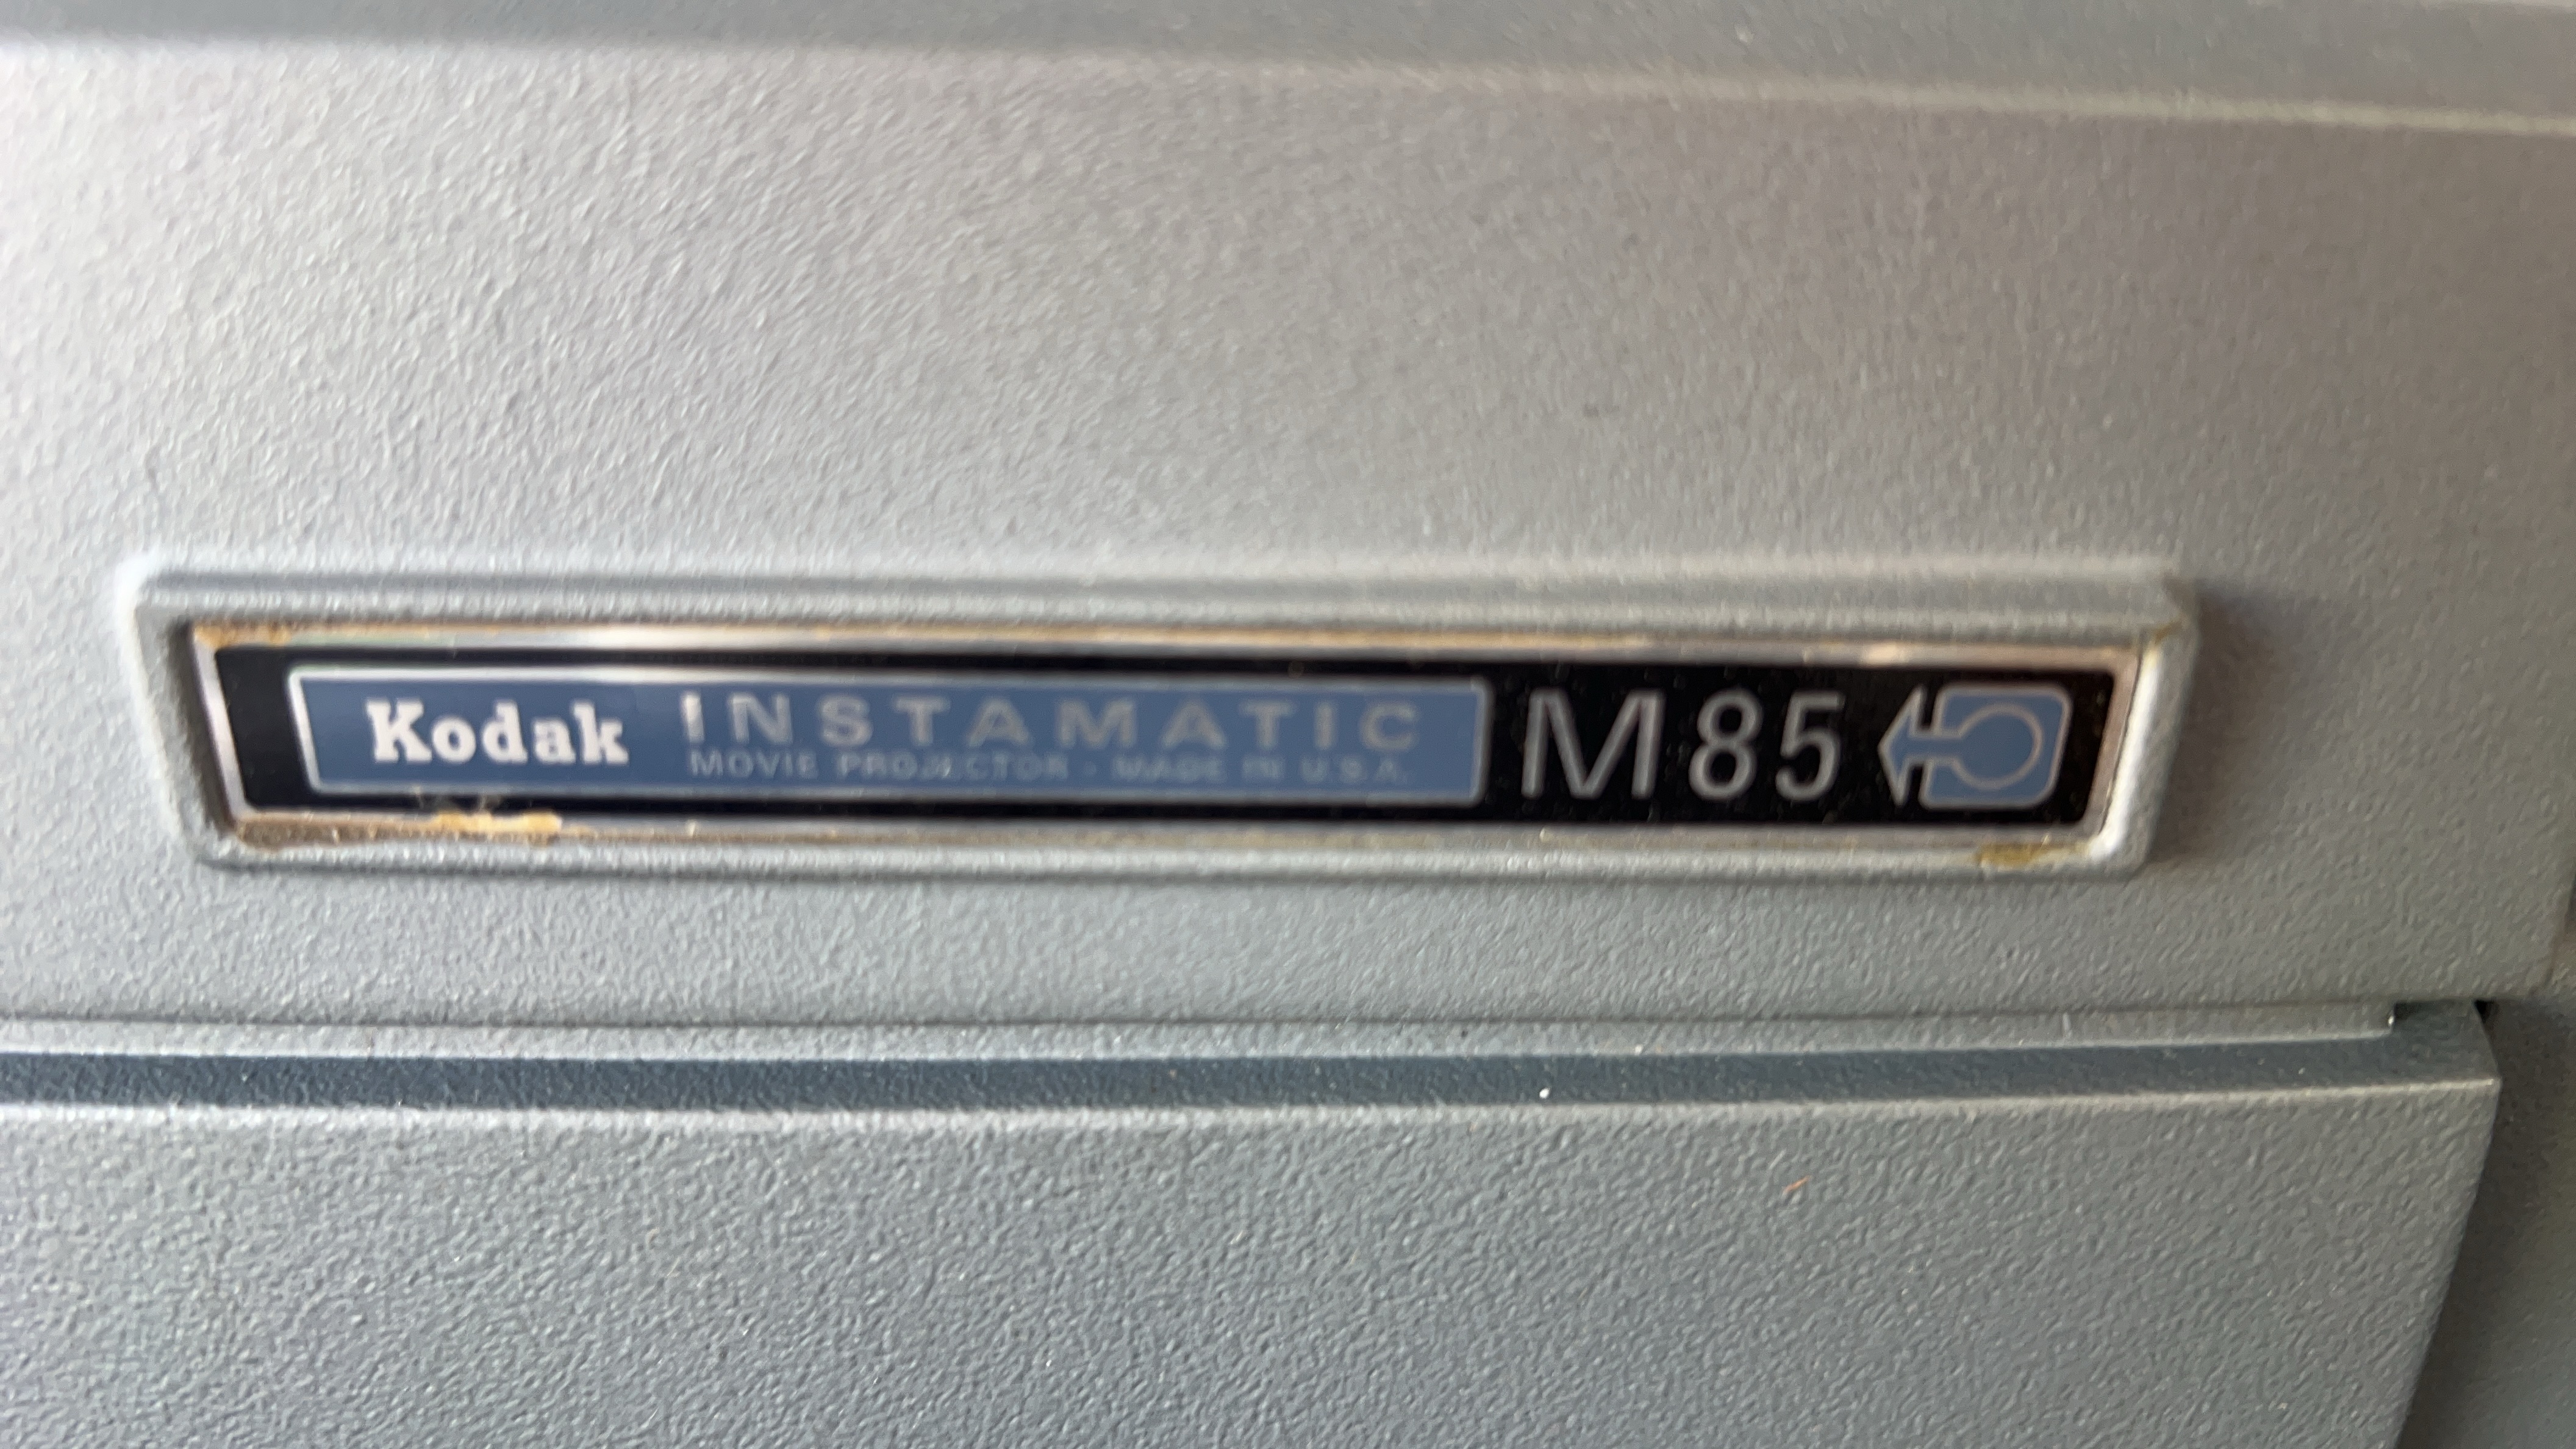 Kodak INSTAMATIC M85
MOVIE PROJECTOR · MADE IN U.S.A.